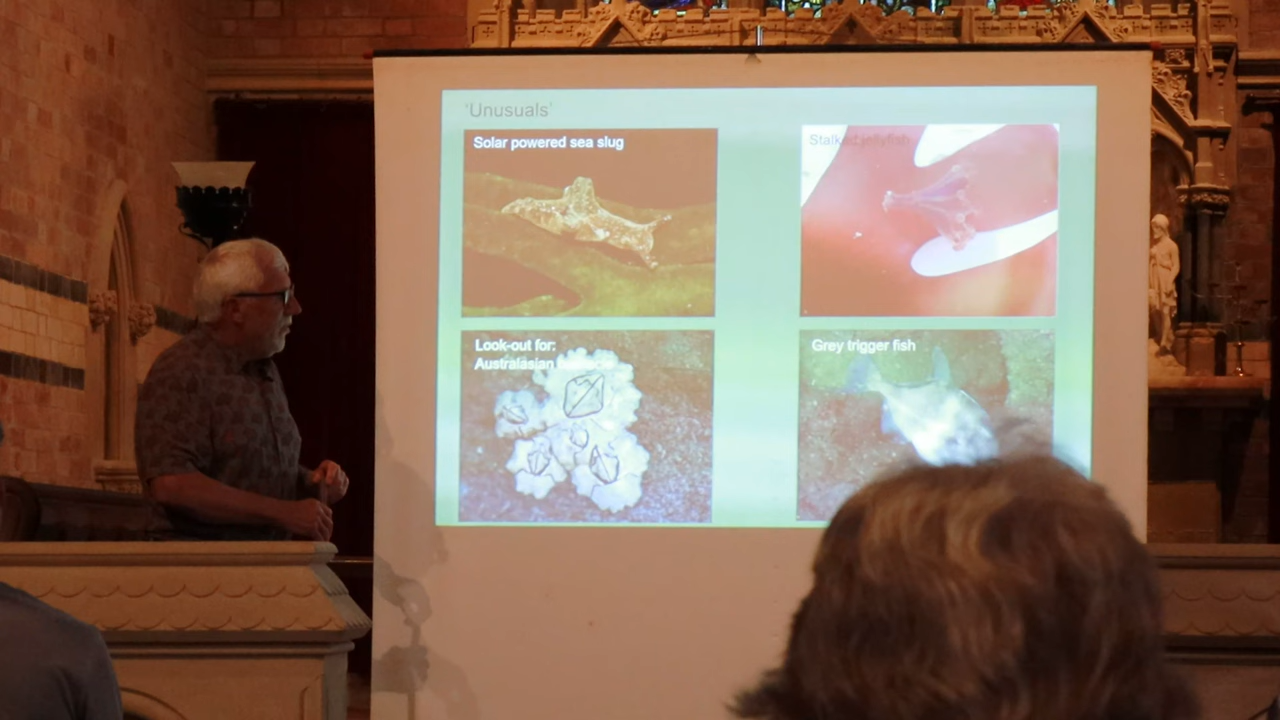 'Unusuals'
Solar powered sea slug
Stalked jellyfish
Look-out for:
Australasian barnacle
Grey trigger fish